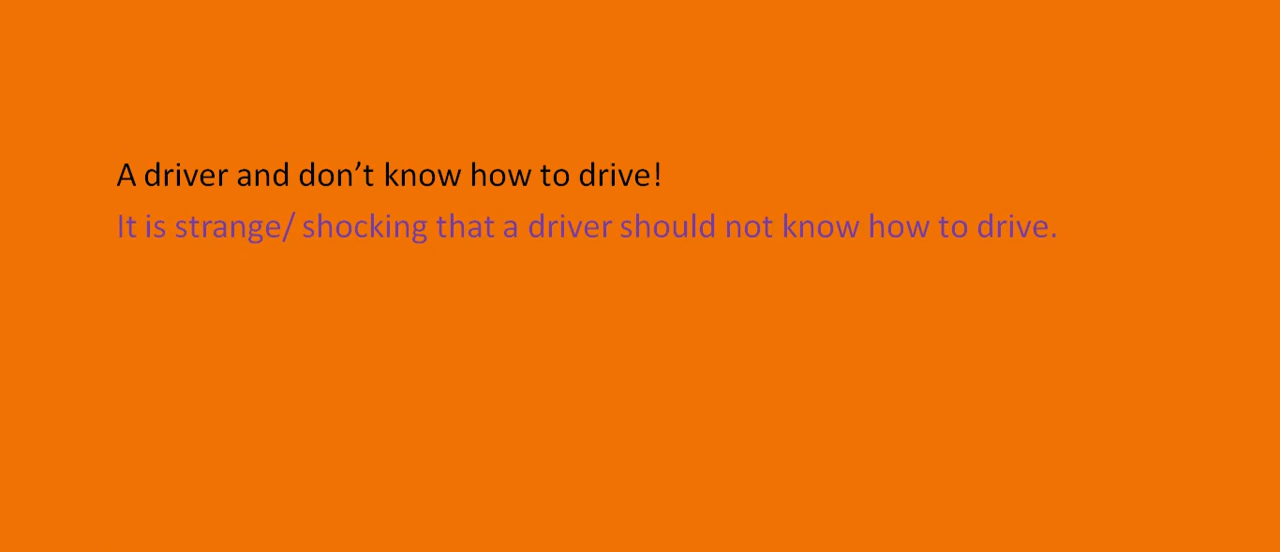 A driver and don’t know how to drive!
It is strange/ shocking that a driver should not know how to drive.